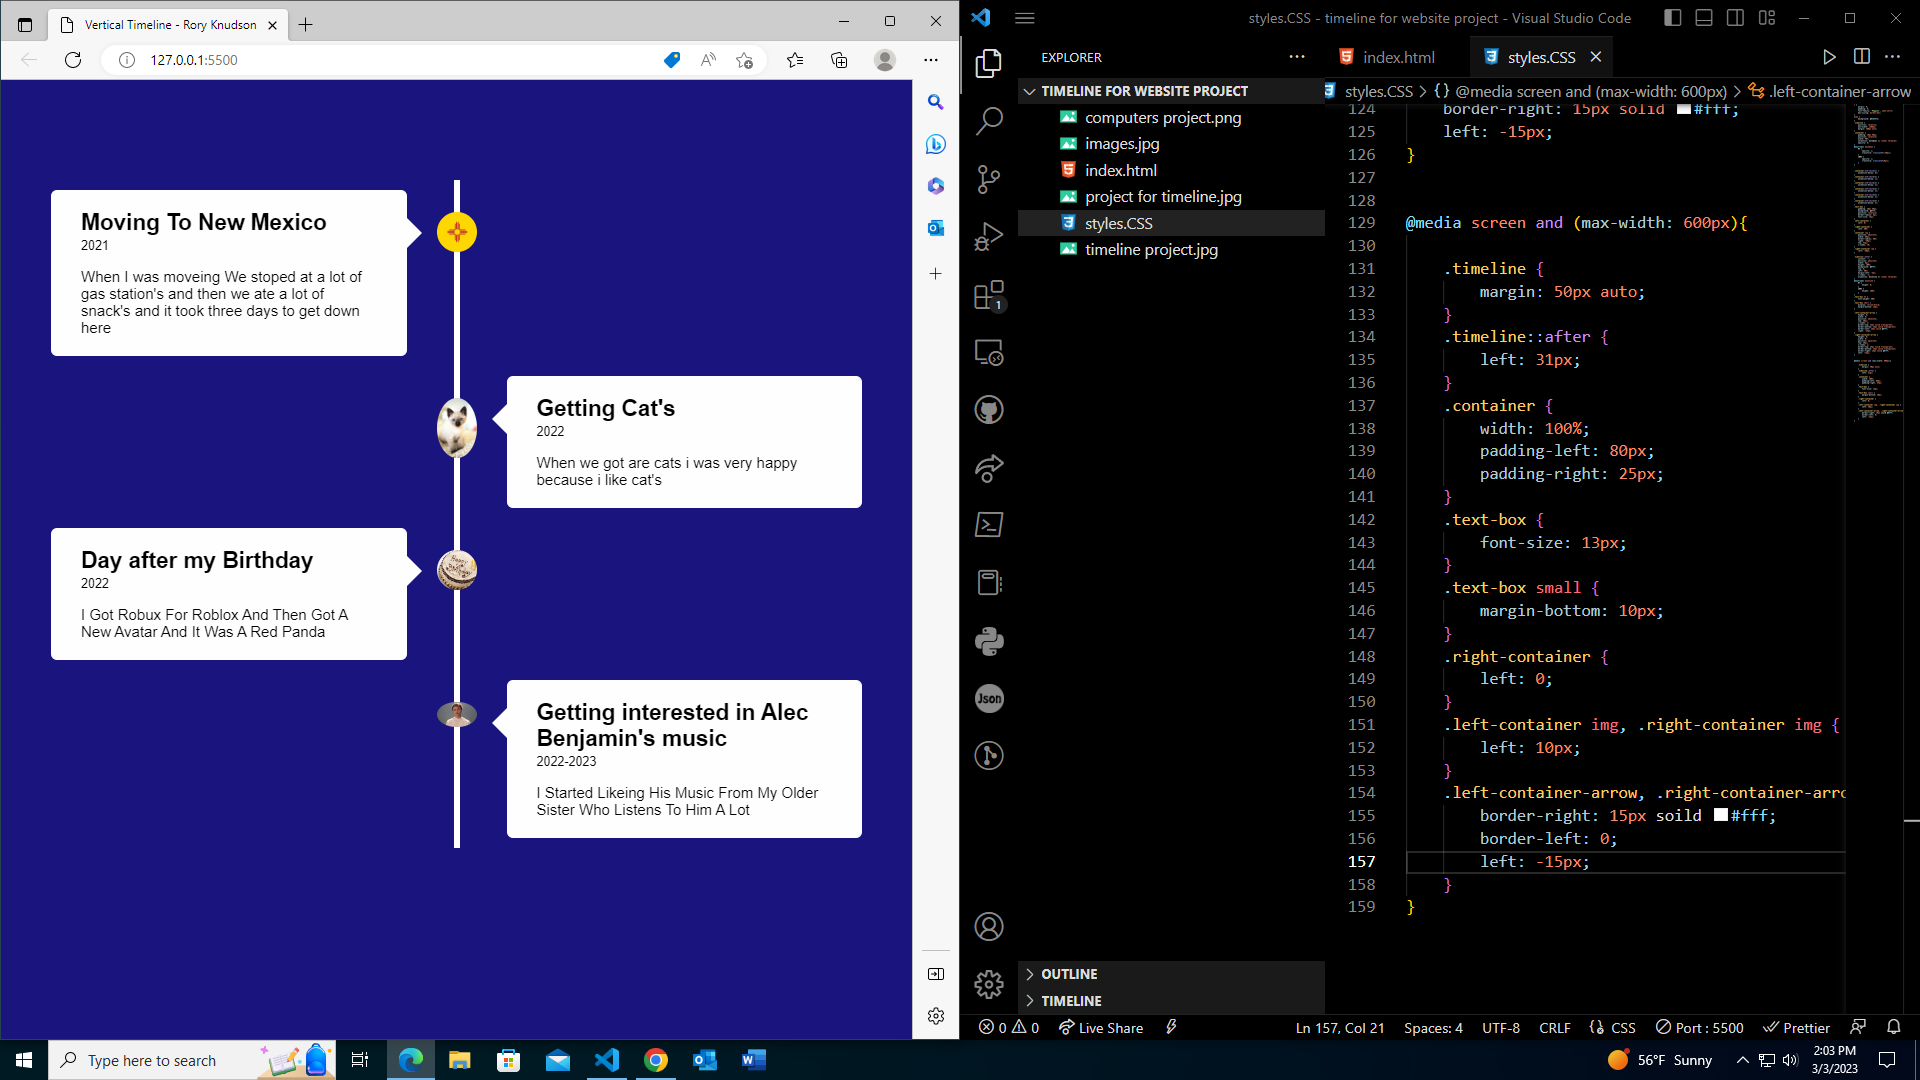 Vertical Timeline - Rory Knudson
127.0.0.1:5500
Moving To New Mexico
2021
When I was moveing We stoped at a lot of
gas station's and then we ate a lot of
snack's and it took three days to get down
here
Getting Cat's
2022
When we got are cats i was very happy
because i like cat's
Day after my Birthday
2022
I Got Robux For Roblox And Then Got A
New Avatar And It Was A Red Panda
Getting interested in Alec
Benjamin's music
2022-2023
I Started Likeing His Music From My Older
Sister Who Listens To Him A Lot
styles.CSS - timeline for website project - Visual Studio Code
EXPLORER
TIMELINE FOR WEBSITE PROJECT
computers project.png
images.jpg
index.html
project for timeline.jpg
styles.CSS
timeline project.jpg
OUTLINE
TIMELINE
1
Json
index.html
styles.CSS
styles.CSS > {} @media screen and (max-width: 600px) > .left-container-arrow
124 border-right: 15px solid #fff;
125 left: -15px;
126 }
127
128
129 @media screen and (max-width: 600px){
130
131 .timeline {
132 margin: 50px auto;
133 }
134 .timeline::after {
135 left: 31px;
136 }
137 .container {
138 width: 100%;
139 padding-left: 80px;
140 padding-right: 25px;
141 }
142 .text-box {
143 font-size: 13px;
144 }
145 .text-box small {
146 margin-bottom: 10px;
147 }
148 .right-container {
149 left: 0;
150 }
151 .left-container img, .right-container img {
152 left: 10px;
153 }
154 .left-container-arrow, .right-container-arro
155 border-right: 15px soild #fff;
156 border-left: 0;
157 left: -15px;
158 }
159 }
0 0 Live Share
Ln 157, Col 21 Spaces: 4 UTF-8 CRLF {} CSS Port : 5500 Prettier
Type here to search
56°F Sunny
2:03 PM
3/3/2023